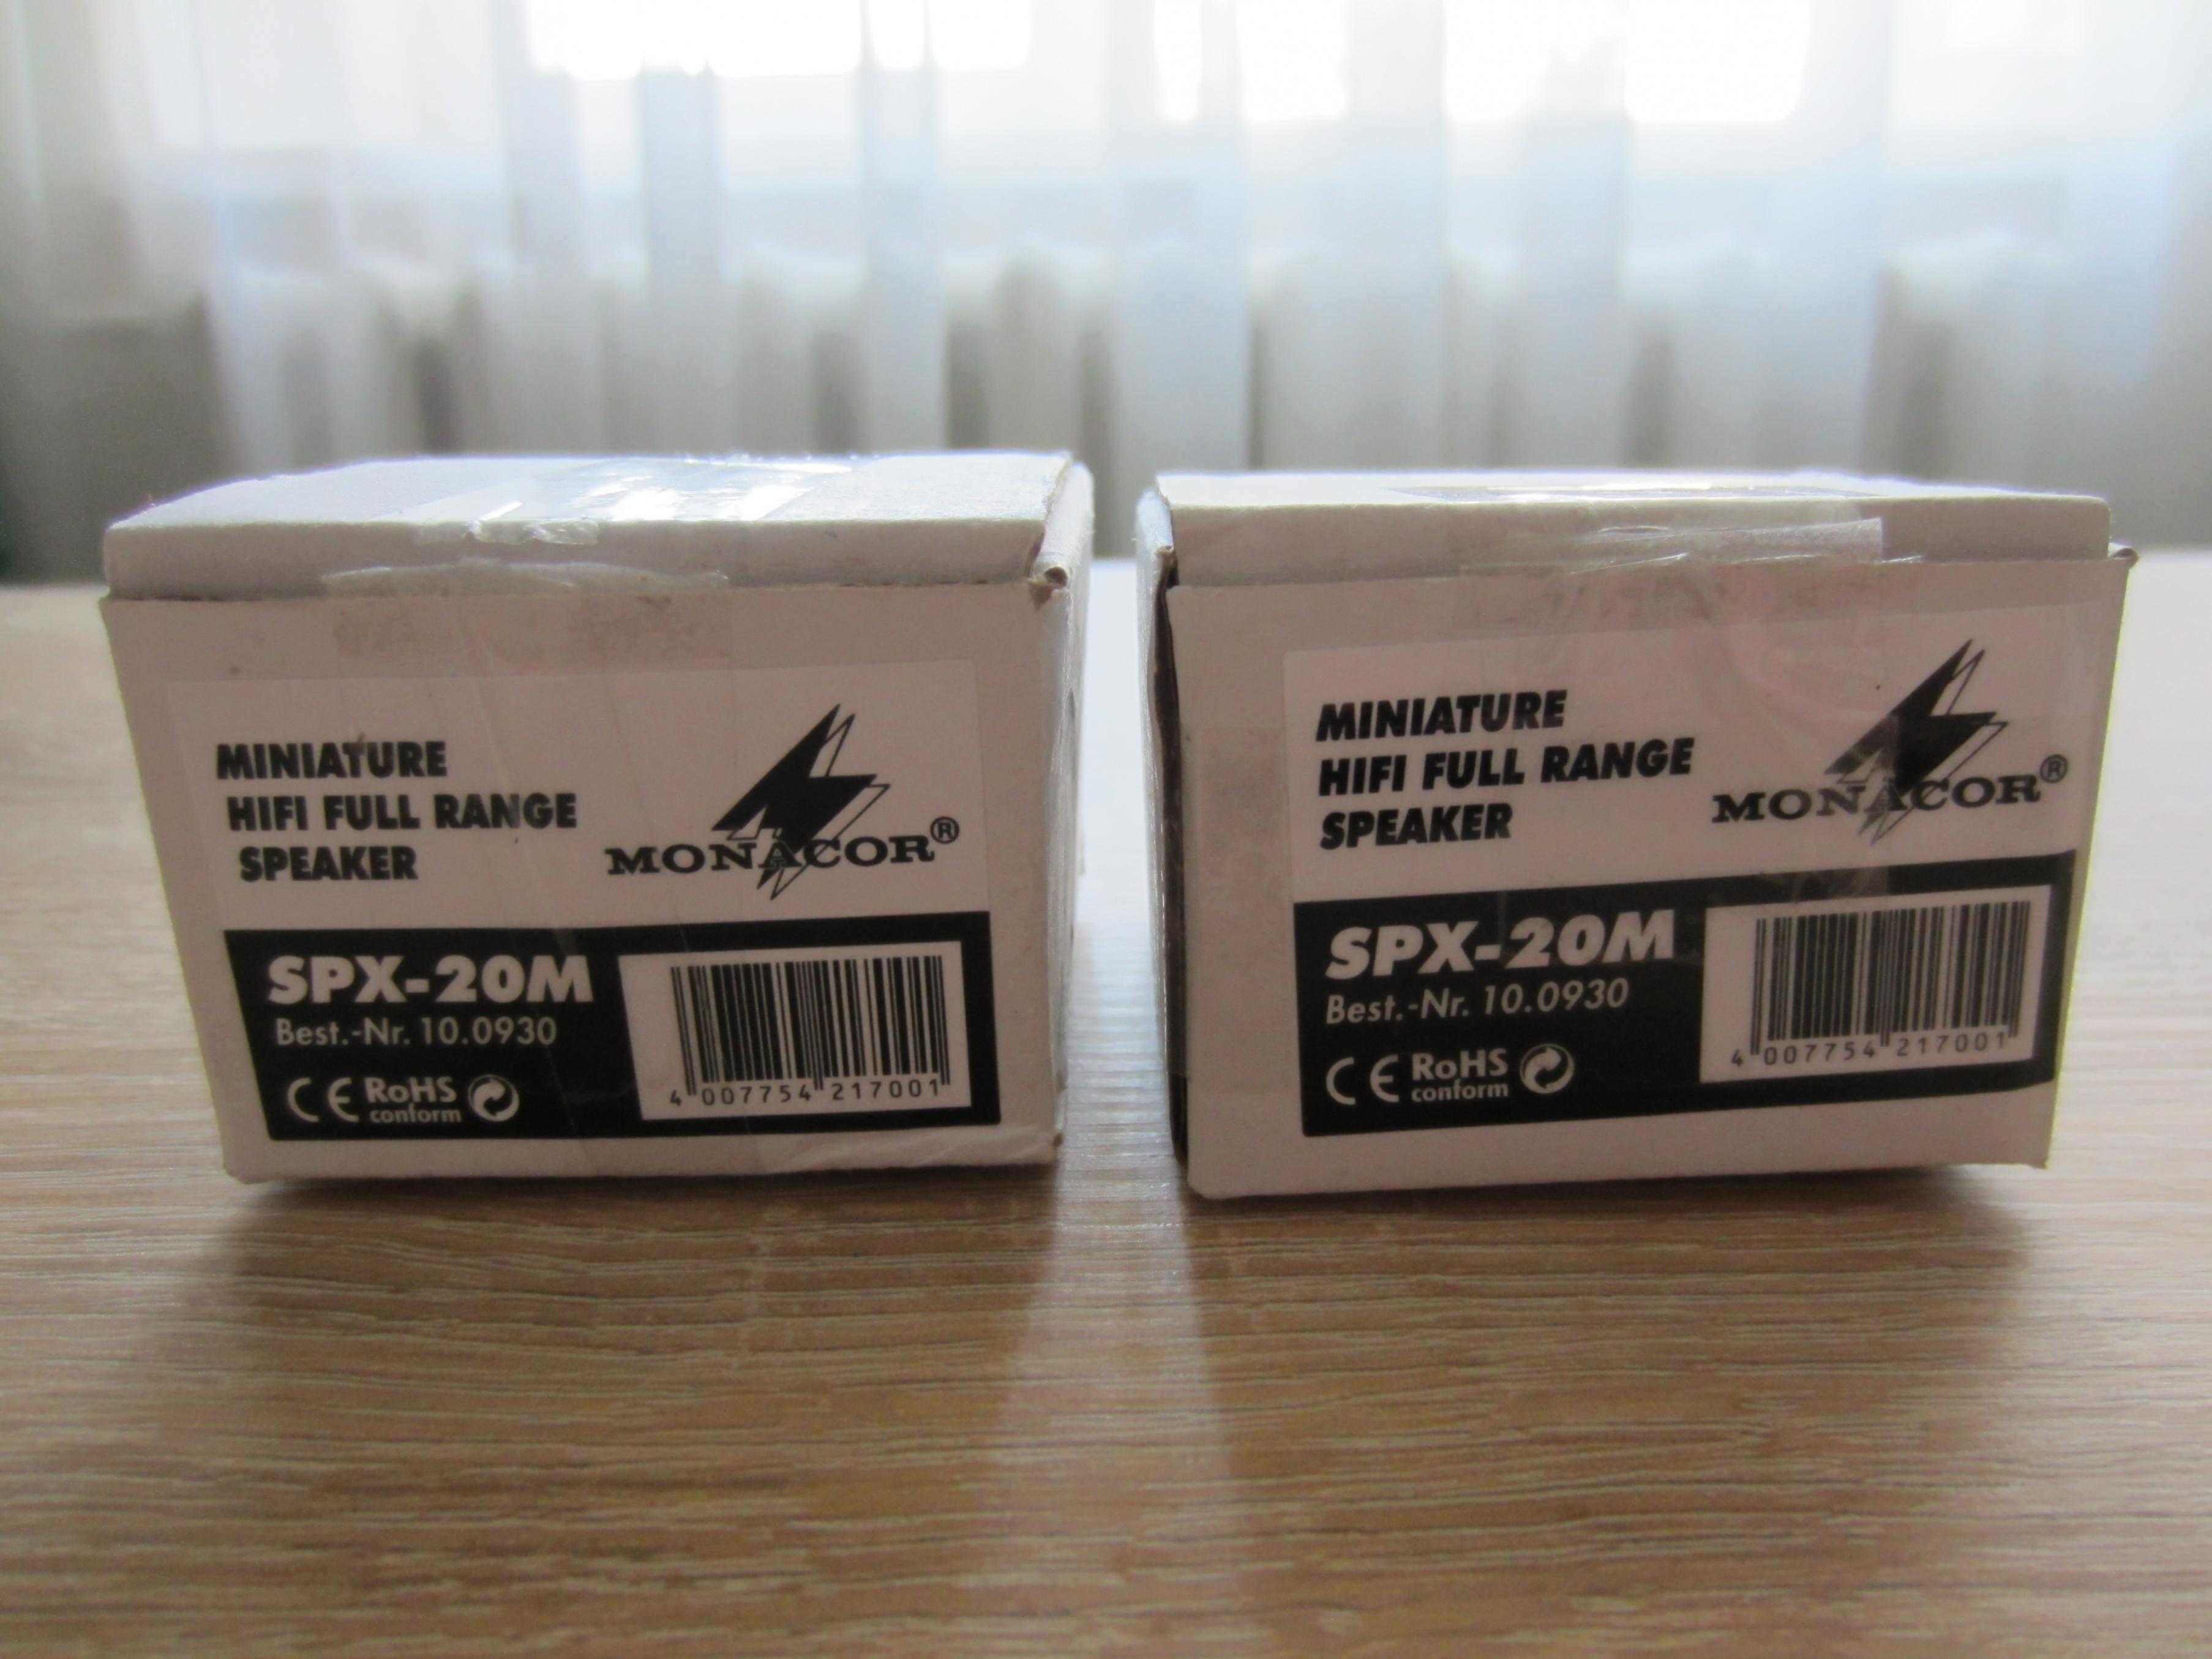 MINIATURE
HIFI FULL RANGE
SPEAKER
MONACOR®
SPX-20M
Best.-Nr. 10.0930
CE RoHS
conform
4 007754 217001
MINIATURE
HIFI FULL RANGE
SPEAKER
MONACOR®
SPX-20M
Best.-Nr. 10.0930
CE RoHS
conform
4 007754 217001